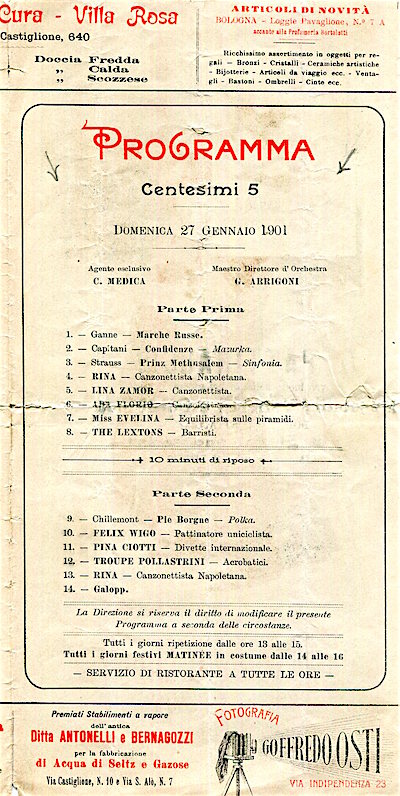 Cura - Villa Rosa
Castiglione, 640
Doccia Fredda
„ Calda
„ Scozzese
ARTICOLI DI NOVITÀ
BOLOGNA - Loggie Pavaglione, N.° 7 A
accanto alla Profumeria Bortolotti
Ricchissimo assortimento in oggetti per re-
gali — Bronzi - Cristalli - Ceramiche artistiche
- Bijotterie - Articoli da viaggio ecc. - Venta-
gli - Bastoni - Ombrelli - Cinte ecc.
PROGRAMMA
Centesimi 5
DOMENICA 27 GENNAIO 1901
Agente esclusivo
C. MEDICA
Maestro Direttore d'Orchestra
G. ARRIGONI
Parte Prima
1. — Ganne — Marche Russe.
2. — Capitani — Confidenze — Mazurka.
3. — Strauss — Prinz Methusalem — Sinfonia.
4. — RINA — Canzonettista Napoletana.
5. — LINA ZAMOR — Canzonettista.
6. — FLORIO —
7. — Miss EVELINA — Equilibrista sulle piramidi.
8. — THE LEXTONS — Barristi.
10 minuti di riposo
Parte Seconda
9. — Chillemont — Pie Borgne — Polka.
10. — FELIX WIGO — Pattinatore uniciclista.
11. — PINA CIOTTI — Divette internazionale.
12. — TROUPE POLLASTRINI — Acrobatici.
13. — RINA — Canzonettista Napoletana.
14. — Galopp.
La Direzione si riserva il diritto di modificare il presente
Programma a seconda delle circostanze.
Tutti i giorni ripetizione dalle ore 13 alle 15.
Tutti i giorni festivi MATINÉE in costume dalle 14 alle 16
— SERVIZIO DI RISTORANTE A TUTTE LE ORE —
Premiati Stabilimenti a vapore
dell'antica
Ditta ANTONELLI e BERNAGOZZI
per la fabbricazione
di Acqua di Seltz e Gazose
Via Castiglione, N. 10 e Via S. Alò, N. 7
FOTOGRAFIA
GOFFREDO OSTI
VIA INDIPENDENZA 23